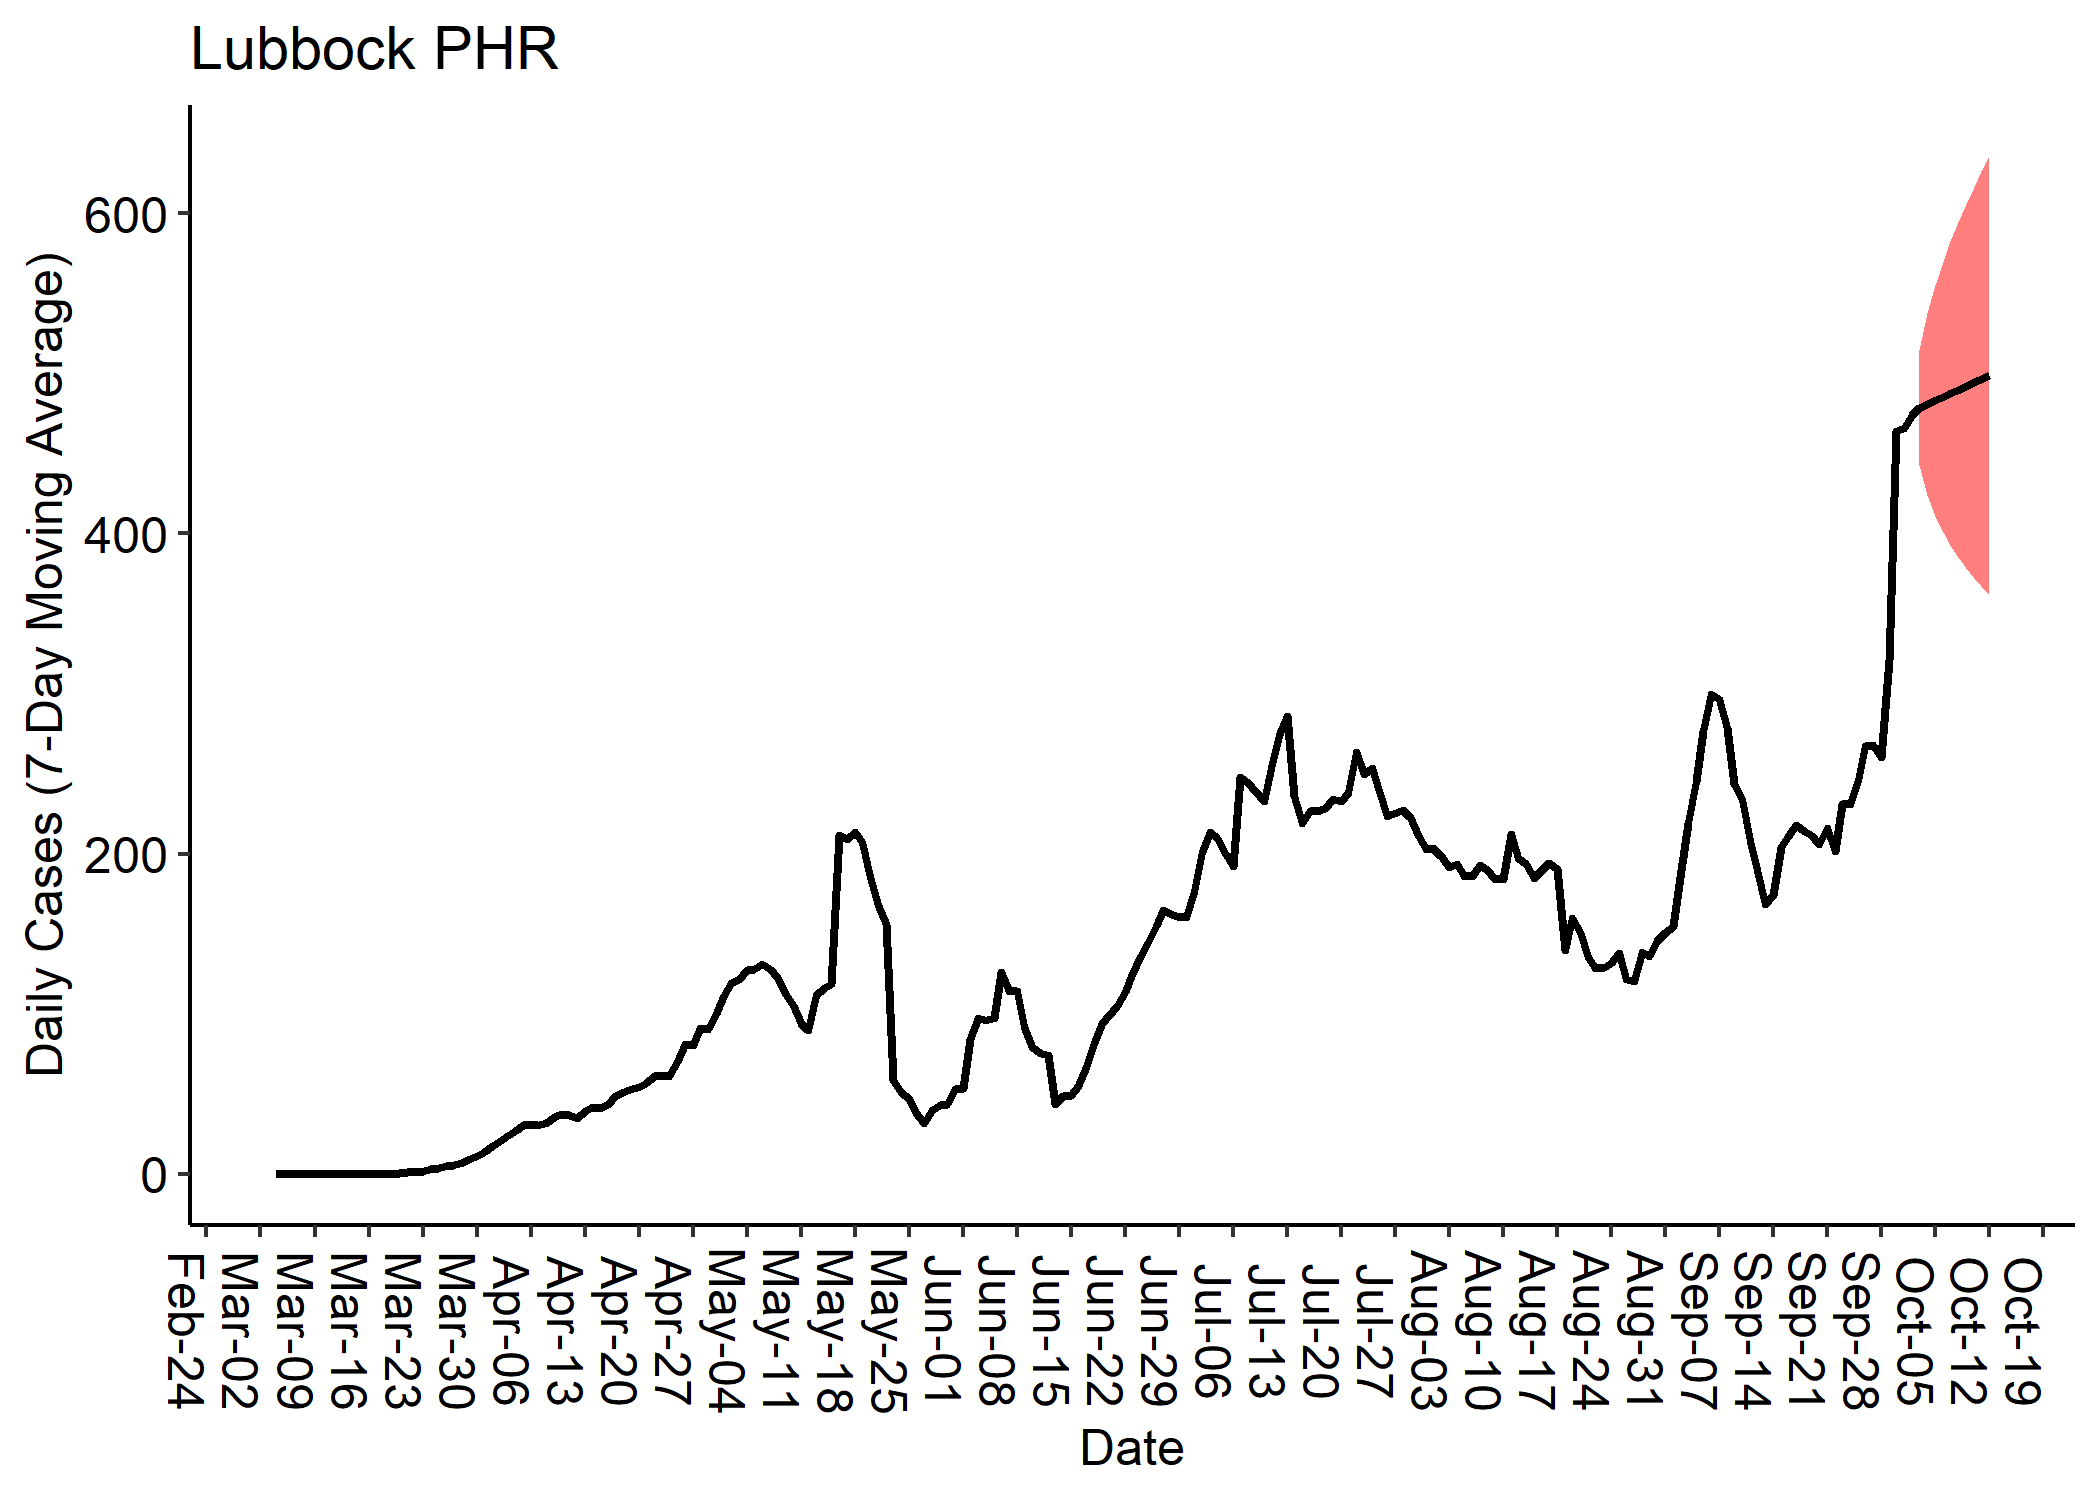 Lubbock PHR
Daily Cases (7-Day Moving Average)
600
400
200
0
Feb-24
Mar-02
Mar-09
Mar-16
Mar-23
Mar-30
Apr-06
Apr-13
Apr-20
Apr-27
May-04
May-11
May-18
May-25
Jun-01
Jun-08
Jun-15
Jun-22
Jun-29
Jul-06
Jul-13
Jul-20
Jul-27
Aug-03
Aug-10
Aug-17
Aug-24
Aug-31
Sep-07
Sep-14
Sep-21
Sep-28
Oct-05
Oct-12
Oct-19
Date